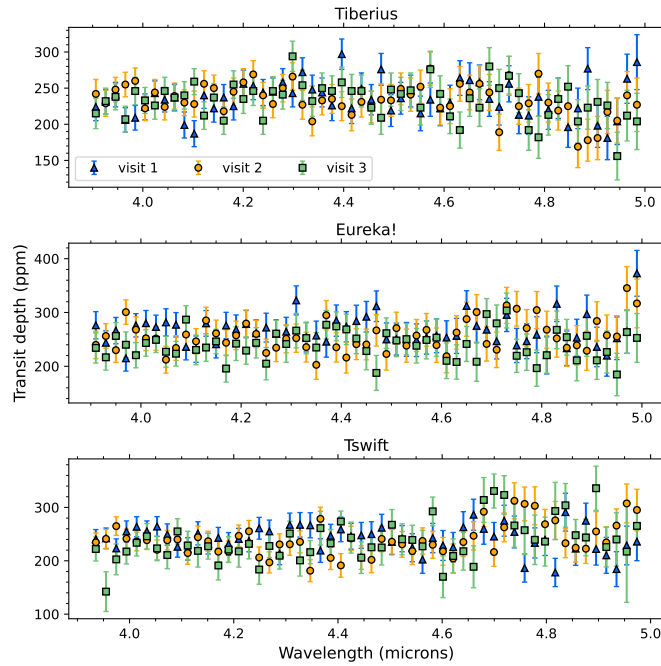 Tiberius
300
250
200
150
visit 1 visit 2 visit 3
4.0 4.2 4.4 4.6 4.8 5.0
Eureka!
400
300
200
Transit depth (ppm)
4.0 4.2 4.4 4.6 4.8 5.0
Tswift
300
200
100
4.0 4.2 4.4 4.6 4.8 5.0
Wavelength (microns)